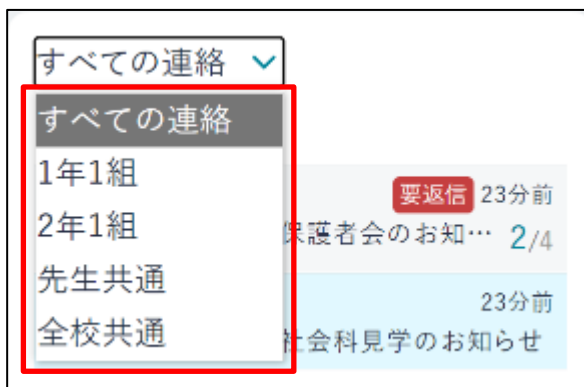 すべての連絡
すべての連絡
1年1組
要返信 23分前
2年1組
保護者会のお知… 2/4
先生共通
23分前
全校共通
社会科見学のお知らせ